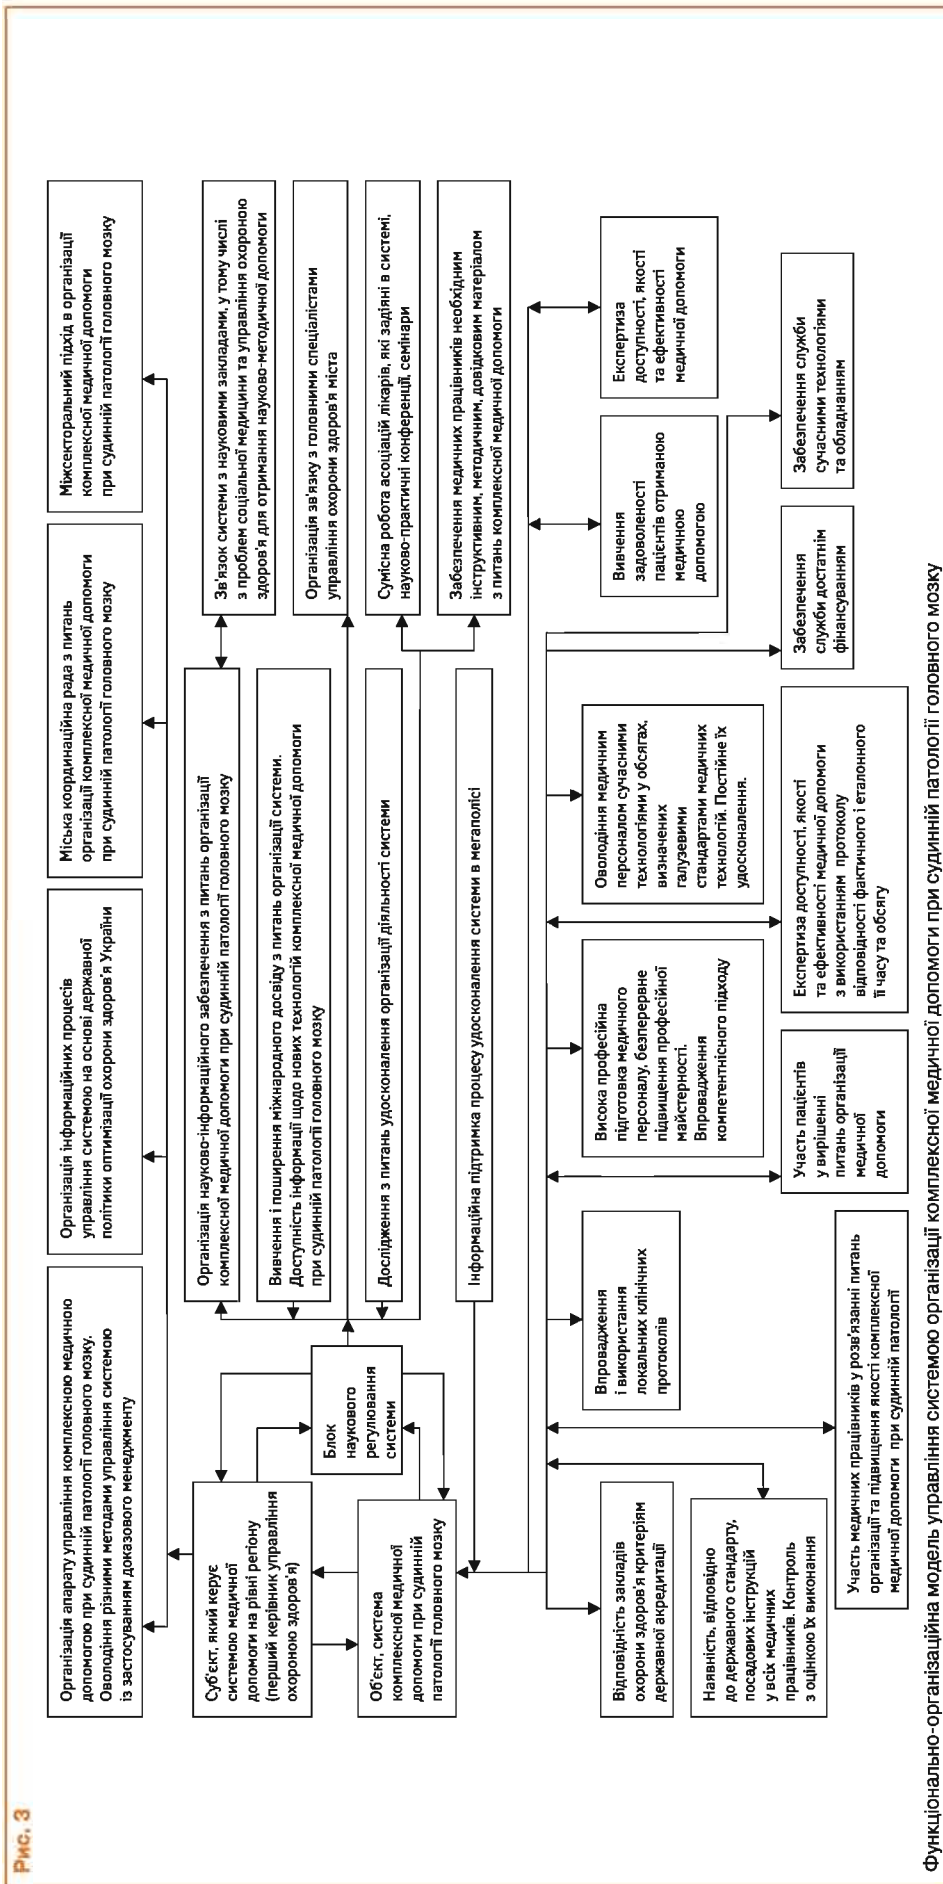 Рис. 3
Організація апарату управління комплексною медичною
допомогою при судинній патології головного мозку.
Оволодіння різними методами управління системою
із застосуванням доказового менеджменту
Організація інформаційних процесів
управління системою на основі державної
політики оптимізації охорони здоров'я України
Міська координаційна рада з питань
організації комплексної медичної допомоги
при судинній патології головного мозку
Міжсекторальний підхід в організації
комплексної медичної допомоги
при судинній патології головного мозку
Суб'єкт, який керує
системою медичної
допомоги на рівні регіону
(перший керівник управління
охороною здоров'я)
Об'єкт, система
комплексної медичної
допомоги при судинній
патології головного мозку
Блок
наукового
регулювання
системи
Організація науково-інформаційного забезпечення з питань організації
комплексної медичної допомоги при судинній патології головного мозку
Вивчення і поширення міжнародного досвіду з питань організації системи.
Доступність інформації щодо нових технологій комплексної медичної допомоги
при судинній патології головного мозку
Дослідження з питань удосконалення організації діяльності системи
Інформаційна підтримка процесу удосконалення системи в мегаполісі
Зв'язок системи з науковими закладами, у тому числі
з проблем соціальної медицини та управління охороною
здоров'я для отримання науково-методичної допомоги
Організація зв'язку з головними спеціалістами
управління охорони здоров'я міста
Сумісна робота асоціацій лікарів, які задіяні в системі,
науково-практичні конференції, семінари
Забезпечення медичних працівників необхідним
інструктивним, методичним, довідковим матеріалом
з питань комплексної медичної допомоги
Відповідність закладів
охорони здоров'я критеріям
державної акредитації
Впровадження
і використання
локальних клінічних
протоколів
Висока професійна
підготовка медичного
персоналу, безперервне
підвищення професійної
майстерності.
Впровадження
компетентнісного підходу
Оволодіння медичним
персоналом сучасними
технологіями у обсягах,
визначених
галузевими
стандартами медичних
технологій. Постійне їх
удосконалення.
Вивчення
задоволеності
пацієнтів отриманою
медичною
допомогою
Експертиза
доступності, якості
та ефективності
медичної допомоги
Наявність, відповідно
до державного стандарту,
посадових інструкцій
у всіх медичних
працівників. Контроль
з оцінкою їх виконання
Участь медичних працівників у розв'язанні питань
організації та підвищення якості комплексної
медичної допомоги при судинній патології
Участь пацієнтів
у вирішенні
питань організації
медичної
допомоги
Експертиза доступності, якості
та ефективності медичної допомоги
з використанням протоколу
відповідності фактичного і еталонного
її часу та обсягу
Забезпечення
служби достатнім
фінансуванням
Забезпечення служби
сучасними технологіями
та обладнанням
Функціонально-організаційна модель управління системою організації комплексної медичної допомоги при судинній патології головного мозку